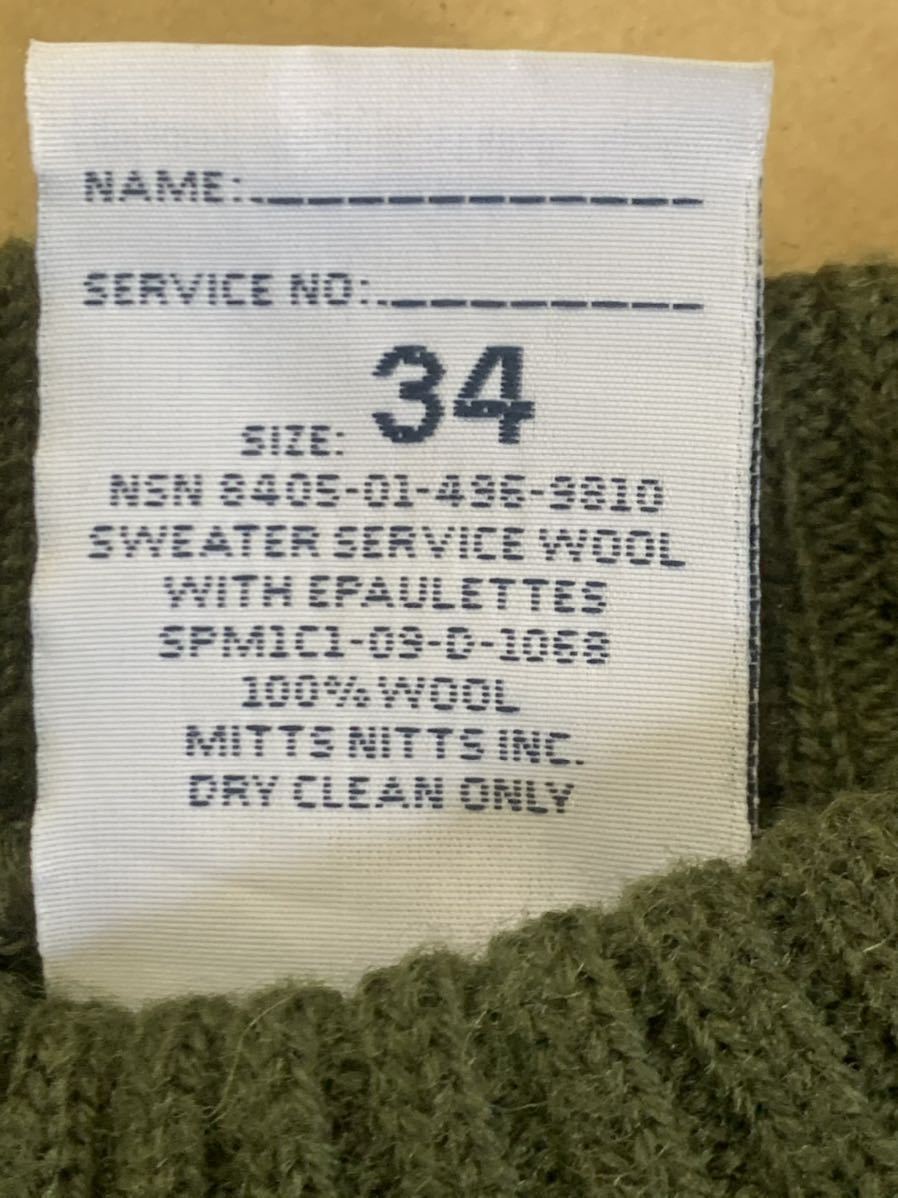 NAME:
SERVICE NO:
SIZE: 34
NSN 8405-01-496-9810
SWEATER SERVICE WOOL
WITH EPAULETTES
SPM1C1-09-D-1068
100% WOOL
MITTS NITTS INC.
DRY CLEAN ONLY